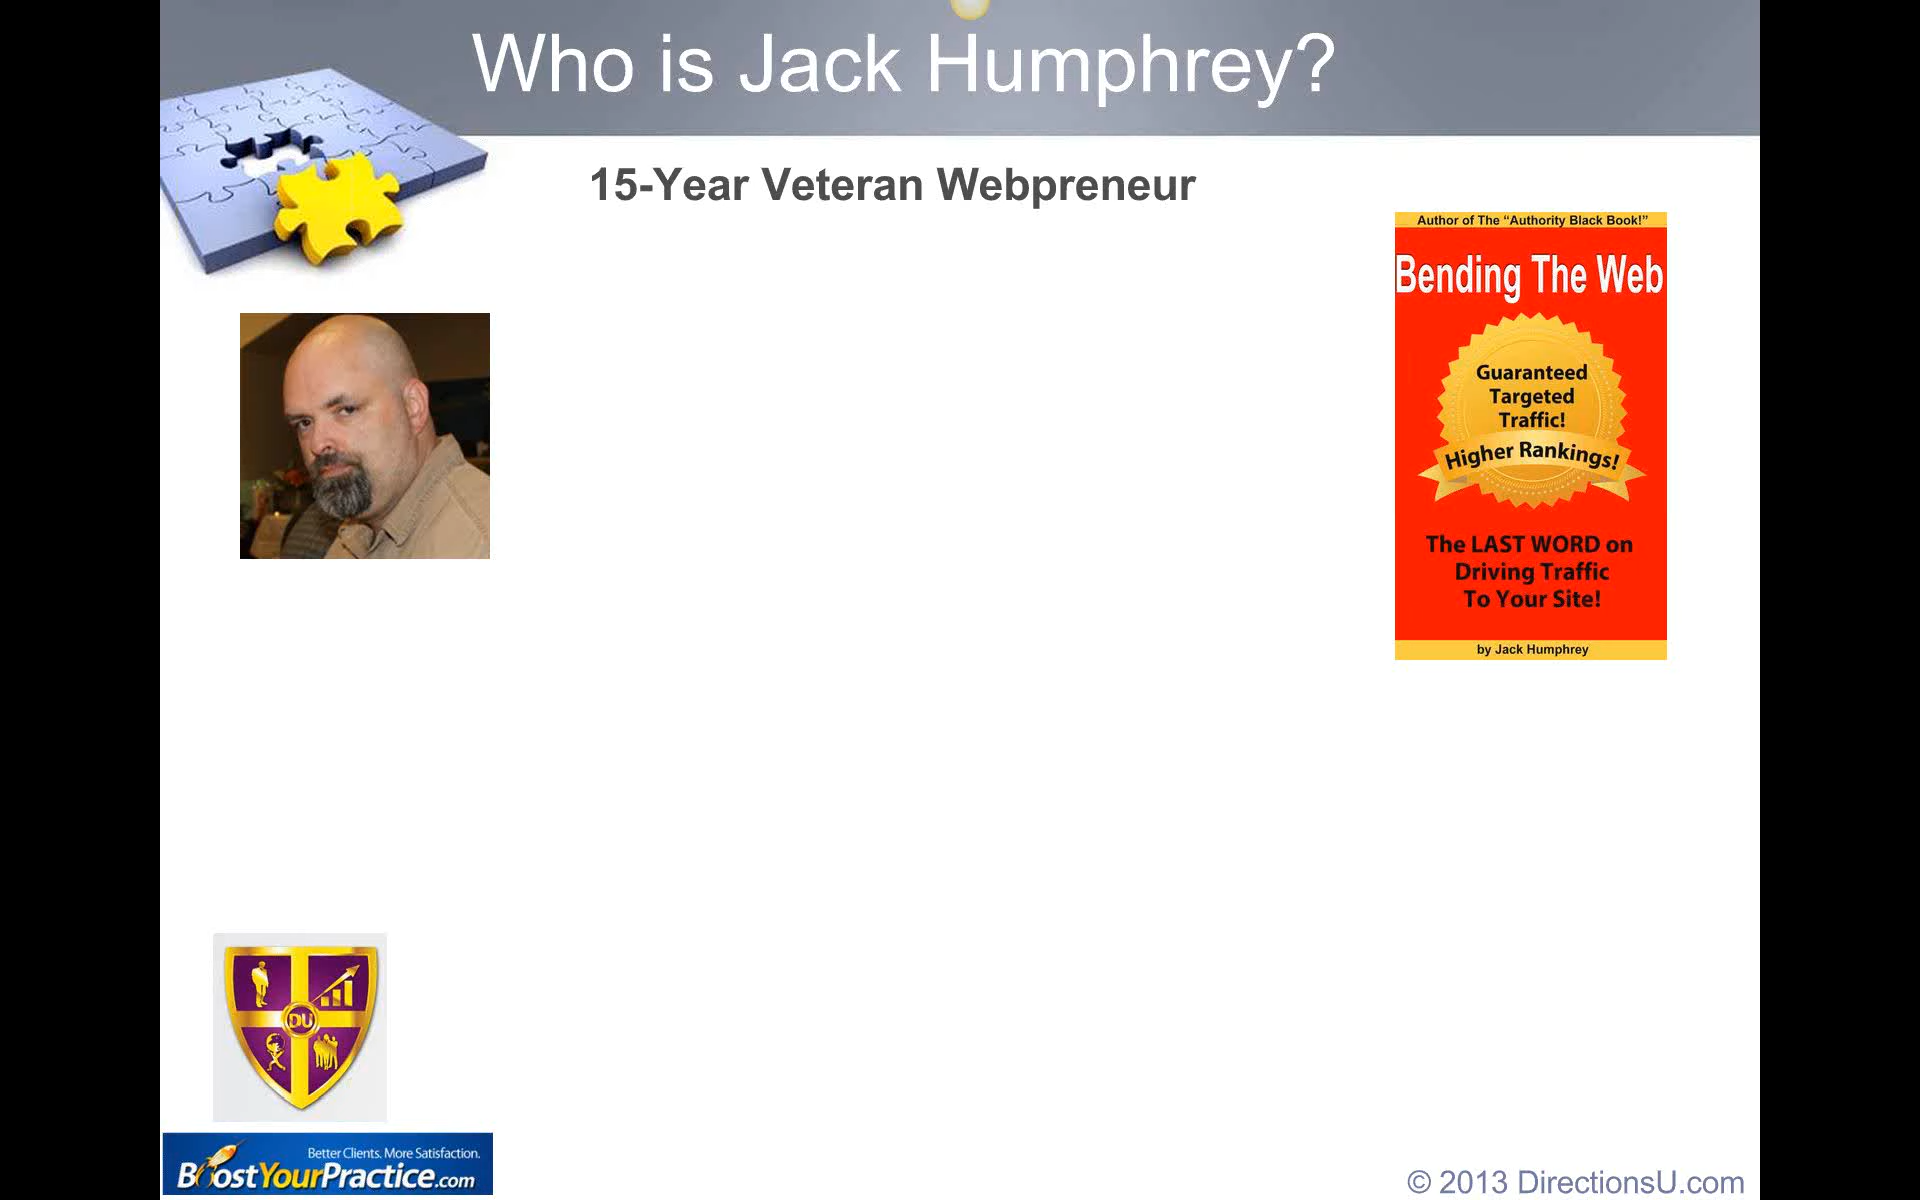 Who is Jack Humphrey?
15-Year Veteran Webpreneur
Author of The “Authority Black Book!”
Bending The Web
Guaranteed
Targeted
Traffic!
Higher Rankings!
The LAST WORD on
Driving Traffic
To Your Site!
by Jack Humphrey
DU
Better Clients. More Satisfaction.
BoostYourPractice.com
© 2013 DirectionsU.com